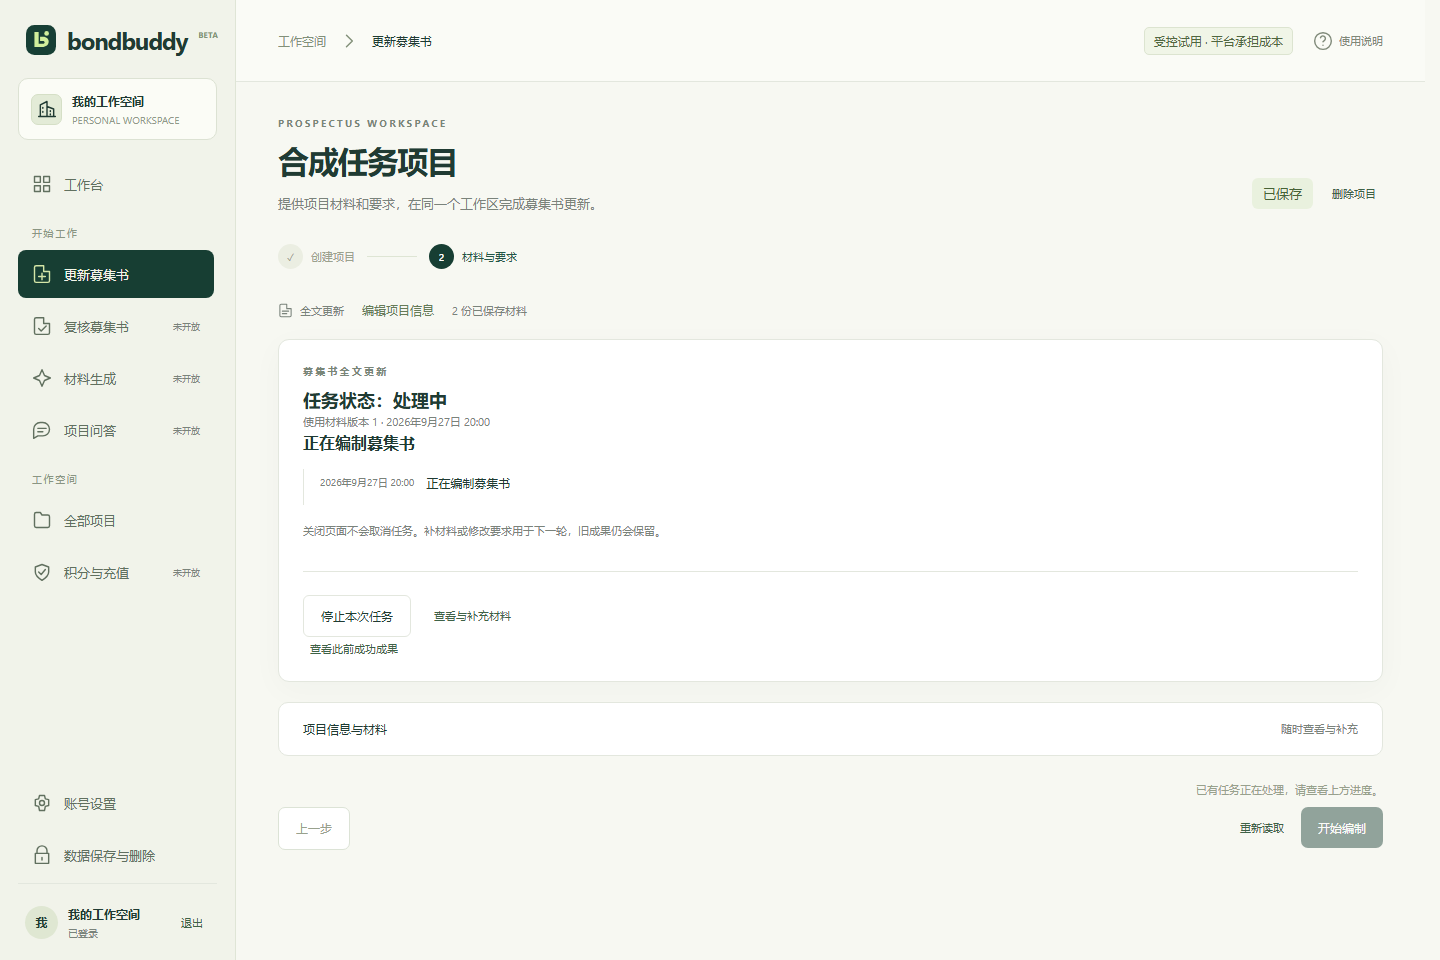 bondbuddy BETA
我的工作空间
PERSONAL WORKSPACE
工作台
开始工作
更新募集书
复核募集书 未开放
材料生成 未开放
项目问答 未开放
工作空间
全部项目
积分与充值 未开放
账号设置
数据保存与删除
我 我的工作空间
已登录
退出
工作空间 更新募集书
受控试用 · 平台承担成本
使用说明
PROSPECTUS WORKSPACE
合成任务项目
提供项目材料和要求，在同一个工作区完成募集书更新。
已保存 删除项目
✓ 创建项目 2 材料与要求
全文更新 编辑项目信息 2 份已保存材料
募集书全文更新
任务状态：处理中
使用材料版本 1 · 2026年9月27日 20:00
正在编制募集书
2026年9月27日 20:00 正在编制募集书
关闭页面不会取消任务。补材料或修改要求用于下一轮，旧成果仍会保留。
停止本次任务 查看与补充材料
查看此前成功成果
项目信息与材料 随时查看与补充
已有任务正在处理，请查看上方进度。
上一步 重新读取 开始编制